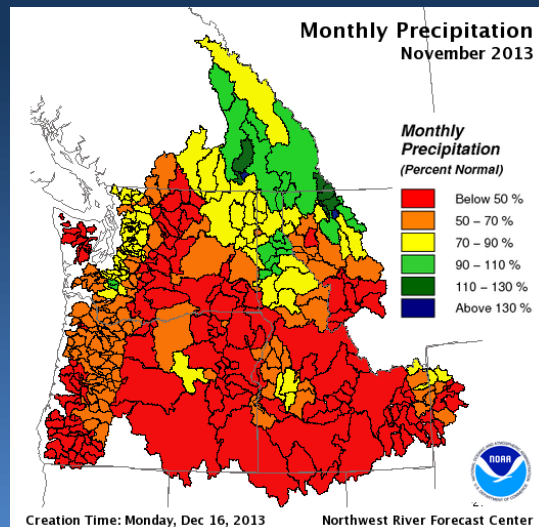 Monthly Precipitation
November 2013
Monthly
Precipitation
(Percent Normal)
Below 50 %
50 – 70 %
70 – 90 %
90 – 110 %
110 – 130 %
Above 130 %
NOAA
Creation Time: Monday, Dec 16, 2013
Northwest River Forecast Center